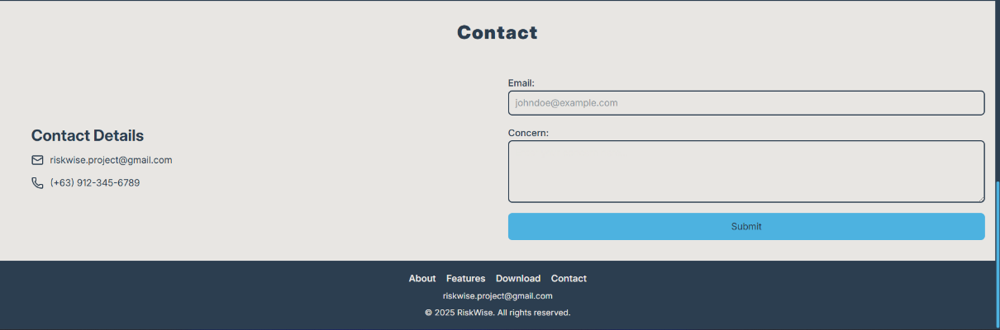 Contact
Contact Details
riskwise.project@gmail.com
(+63) 912-345-6789
Email:
johndoe@example.com
Concern:
Submit
About Features Download Contact
riskwise.project@gmail.com
© 2025 RiskWise. All rights reserved.